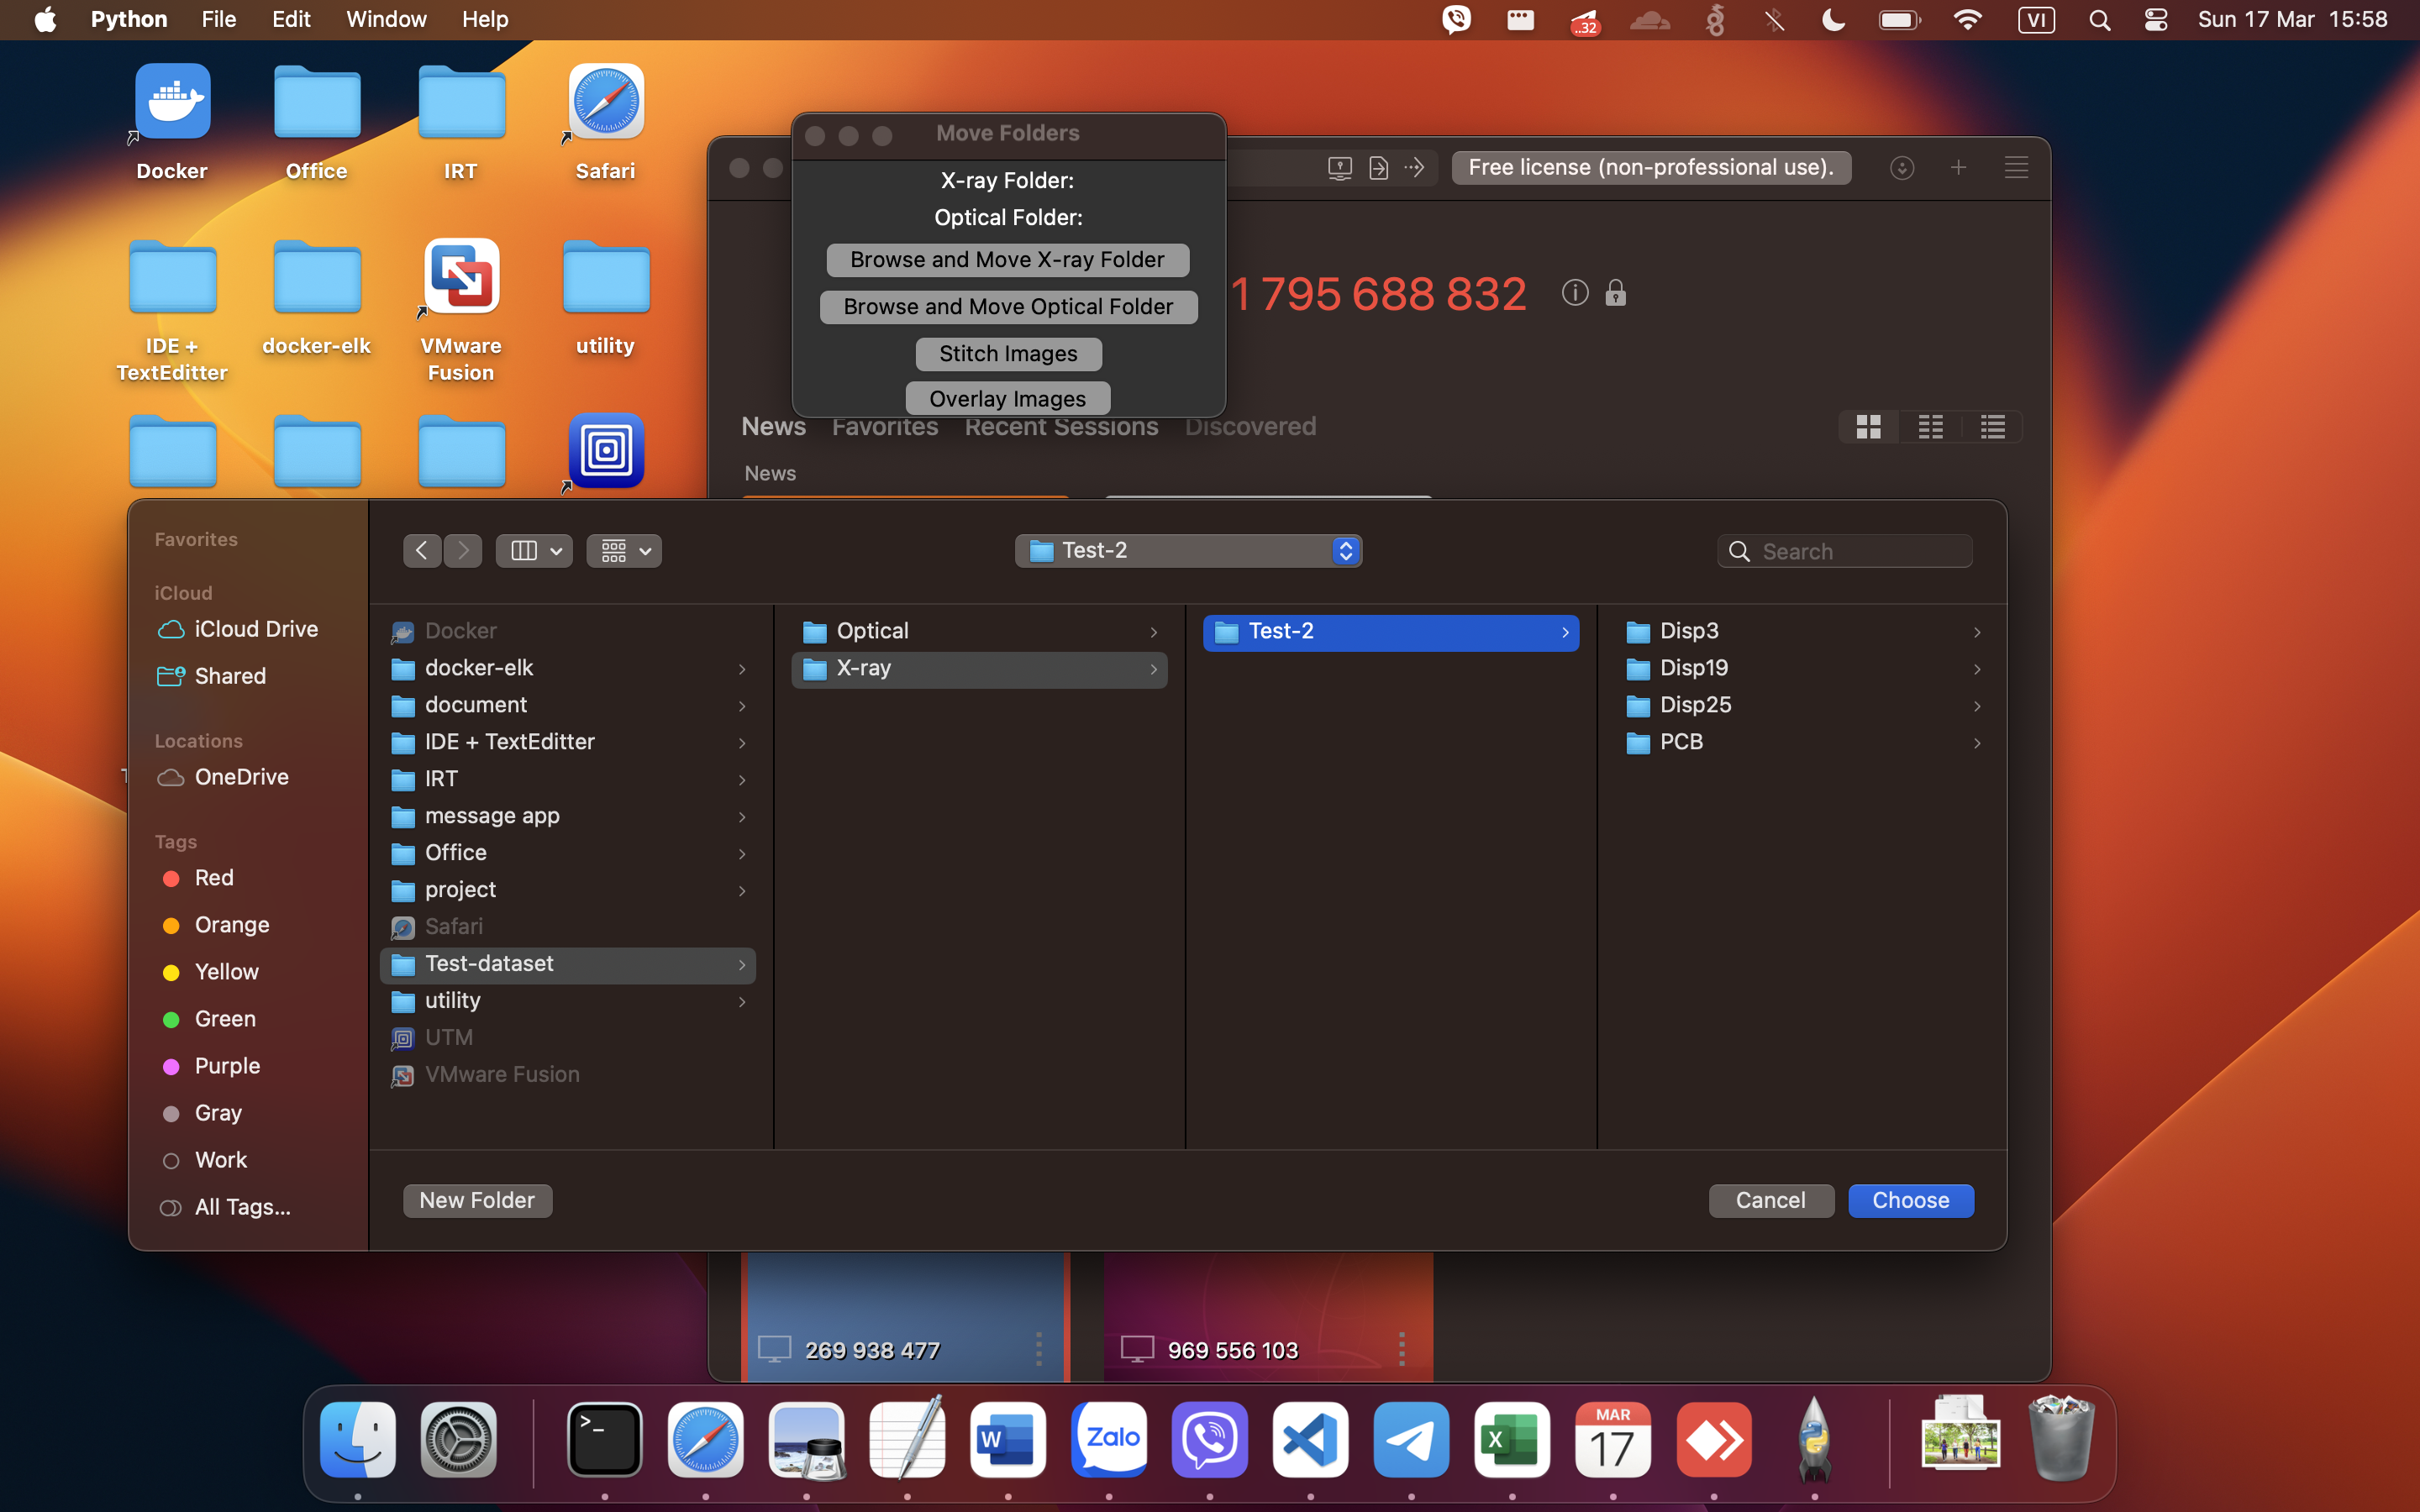 Python File Edit Window Help
..32
VI
Sun 17 Mar 15:58
Docker
Office
IRT
Safari
IDE +
TextEditter
docker-elk
VMware
Fusion
utility
Move Folders
X-ray Folder:
Optical Folder:
Browse and Move X-ray Folder
Browse and Move Optical Folder
Stitch Images
Overlay Images
Free license (non-professional use).
1 795 688 832
News Favorites Recent Sessions Discovered
News
Favorites
iCloud
iCloud Drive
Shared
Locations
OneDrive
Tags
Red
Orange
Yellow
Green
Purple
Gray
Work
All Tags...
Test-2
Search
Docker
docker-elk
document
IDE + TextEditter
IRT
message app
Office
project
Safari
Test-dataset
utility
UTM
VMware Fusion
Optical
X-ray
Test-2
Disp3
Disp19
Disp25
PCB
New Folder
Cancel
Choose
269 938 477
969 556 103
>_
W
Zalo
X
MAR
17